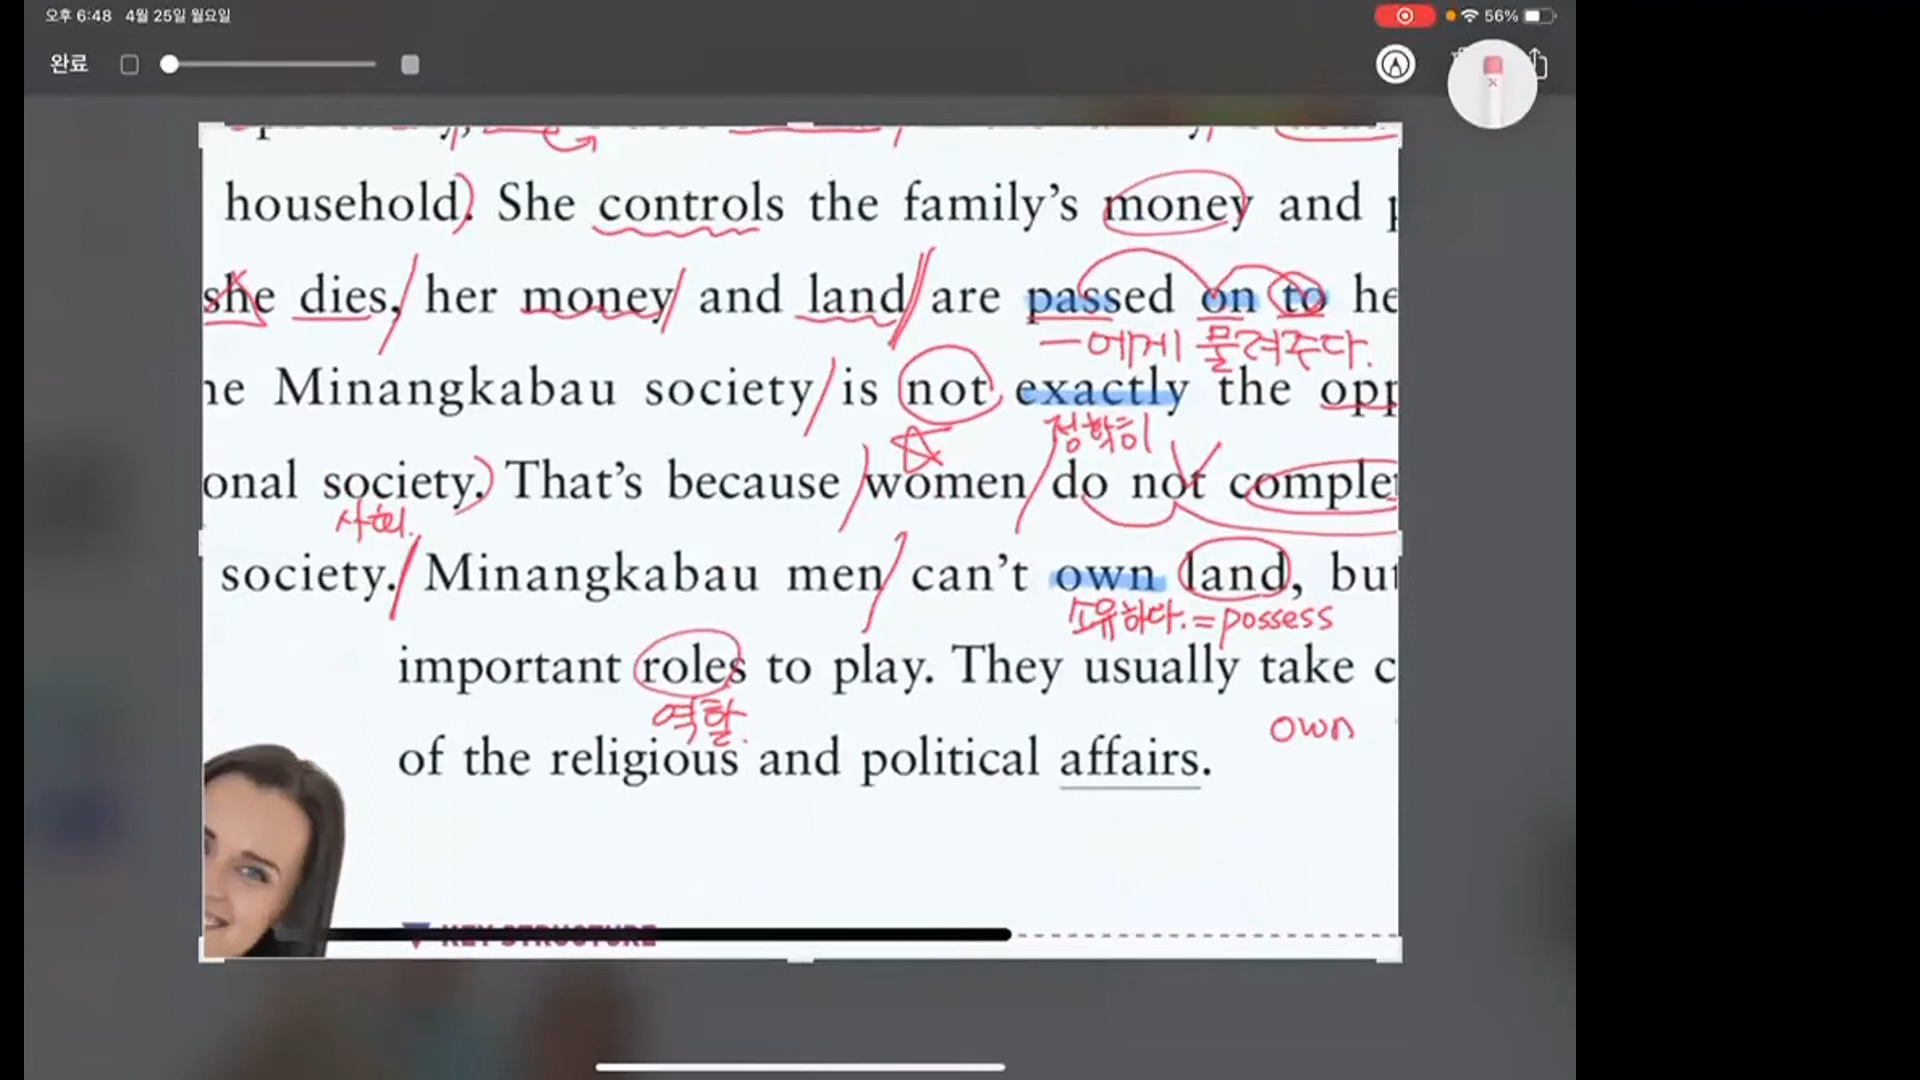 오후 6:48 4월 25일 월요일
56%
완료
household). She controls the family's money and
she dies, her money and land are passed on to he
–에게 물려주다.
Minangkabau society is not exactly the opp
정확히
onal society.) That's because women do not complet
사회.
society. Minangkabau men can't own land, but
소유하다. = possess
important roles to play. They usually take c
역할.
own
of the religious and political affairs.
KEY STRUCTURE